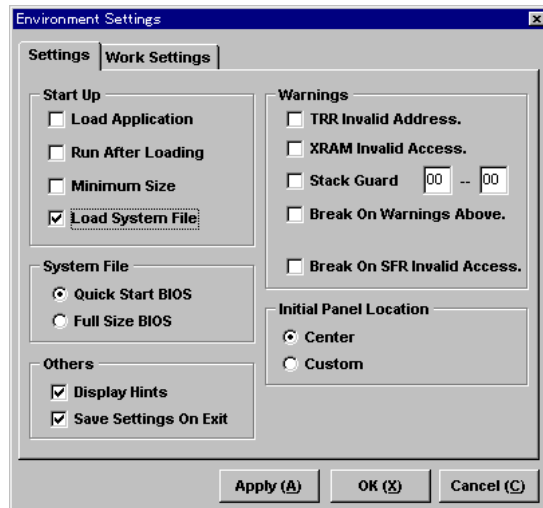 Environment Settings
Settings
Work Settings
Start Up
Load Application
Run After Loading
Minimum Size
Load System File
System File
Quick Start BIOS
Full Size BIOS
Others
Display Hints
Save Settings On Exit
Warnings
TRR Invalid Address.
XRAM Invalid Access.
Stack Guard 00 -- 00
Break On Warnings Above.
Break On SFR Invalid Access.
Initial Panel Location
Center
Custom
Apply (A)
OK (X)
Cancel (C)